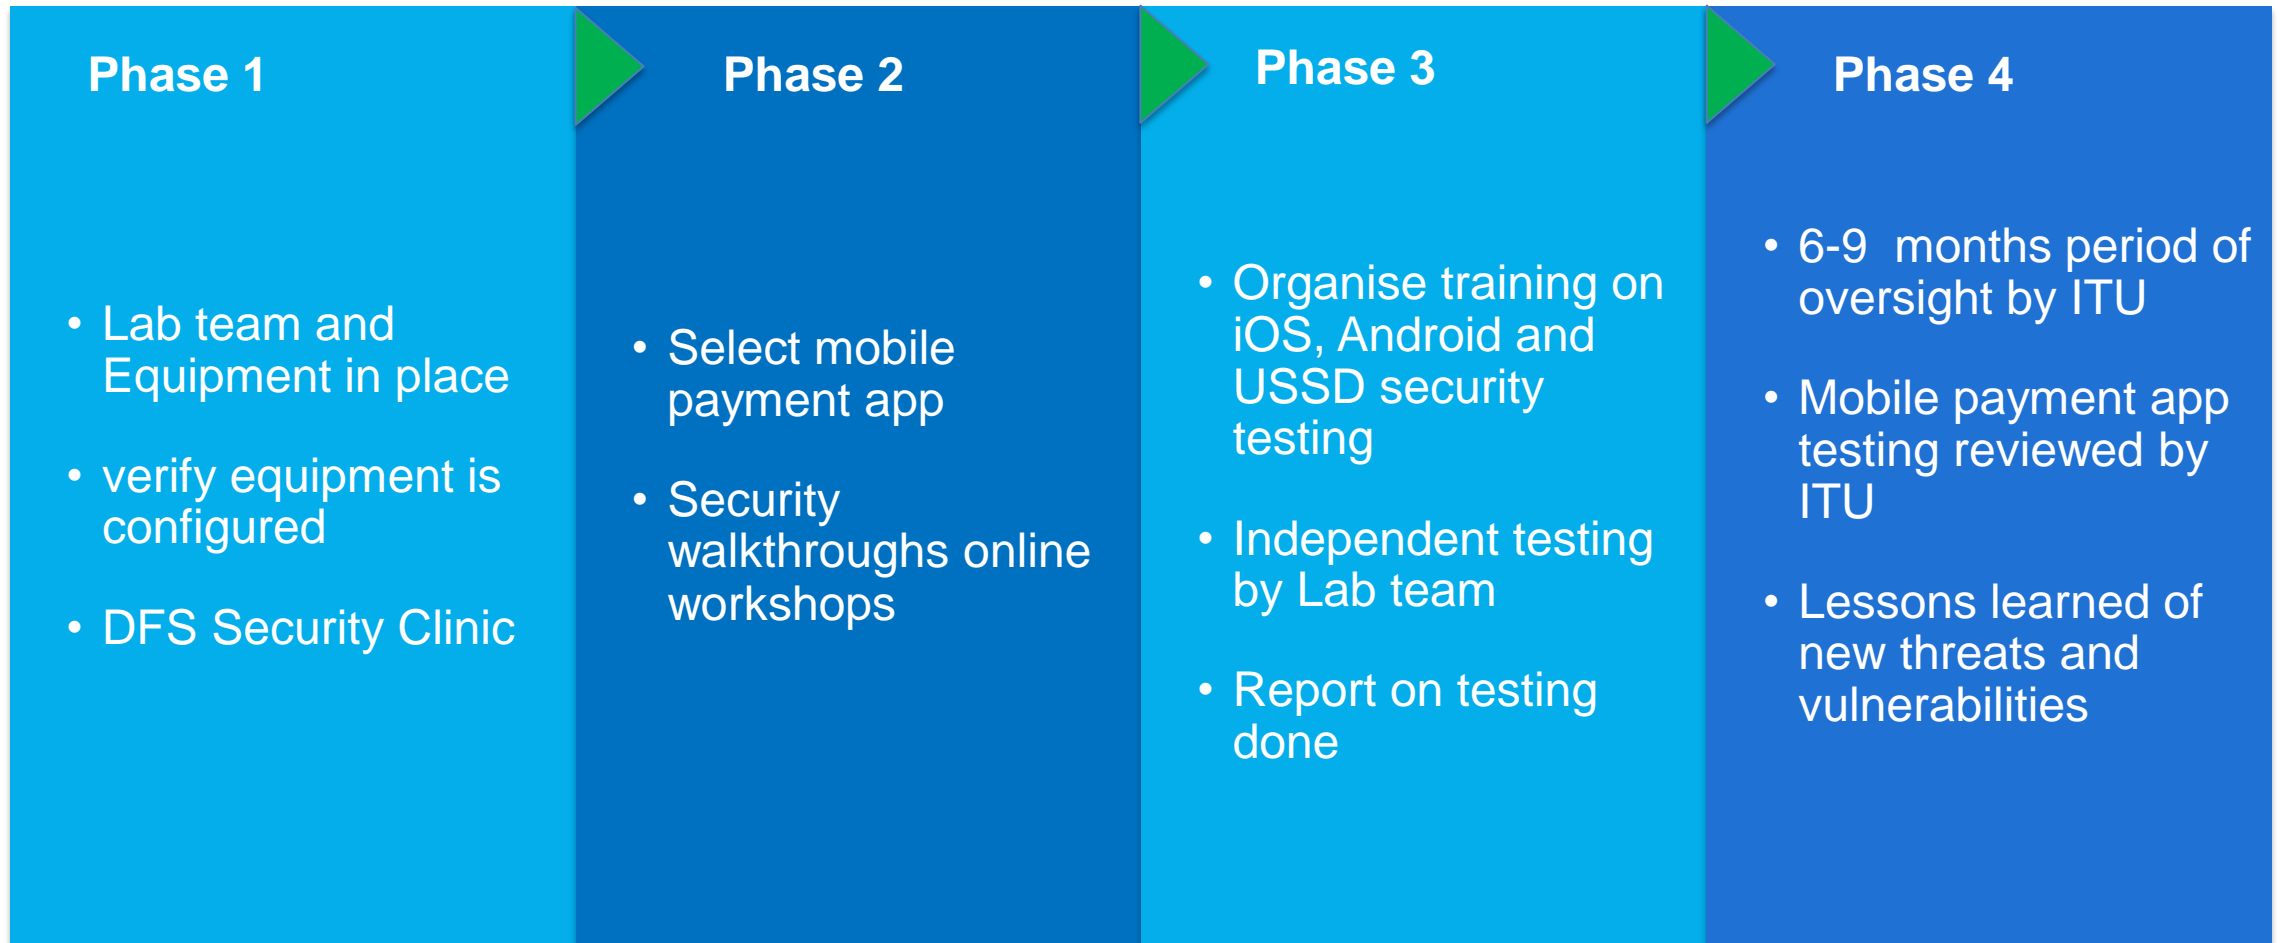 Phase 1
• Lab team and
Equipment in place
• verify equipment is
configured
• DFS Security Clinic
Phase 2
• Select mobile
payment app
• Security
walkthroughs online
workshops
Phase 3
• Organise training on
iOS, Android and
USSD security
testing
• Independent testing
by Lab team
• Report on testing
done
Phase 4
• 6-9  months period of
oversight by ITU
• Mobile payment app
testing reviewed by
ITU
• Lessons learned of
new threats and
vulnerabilities